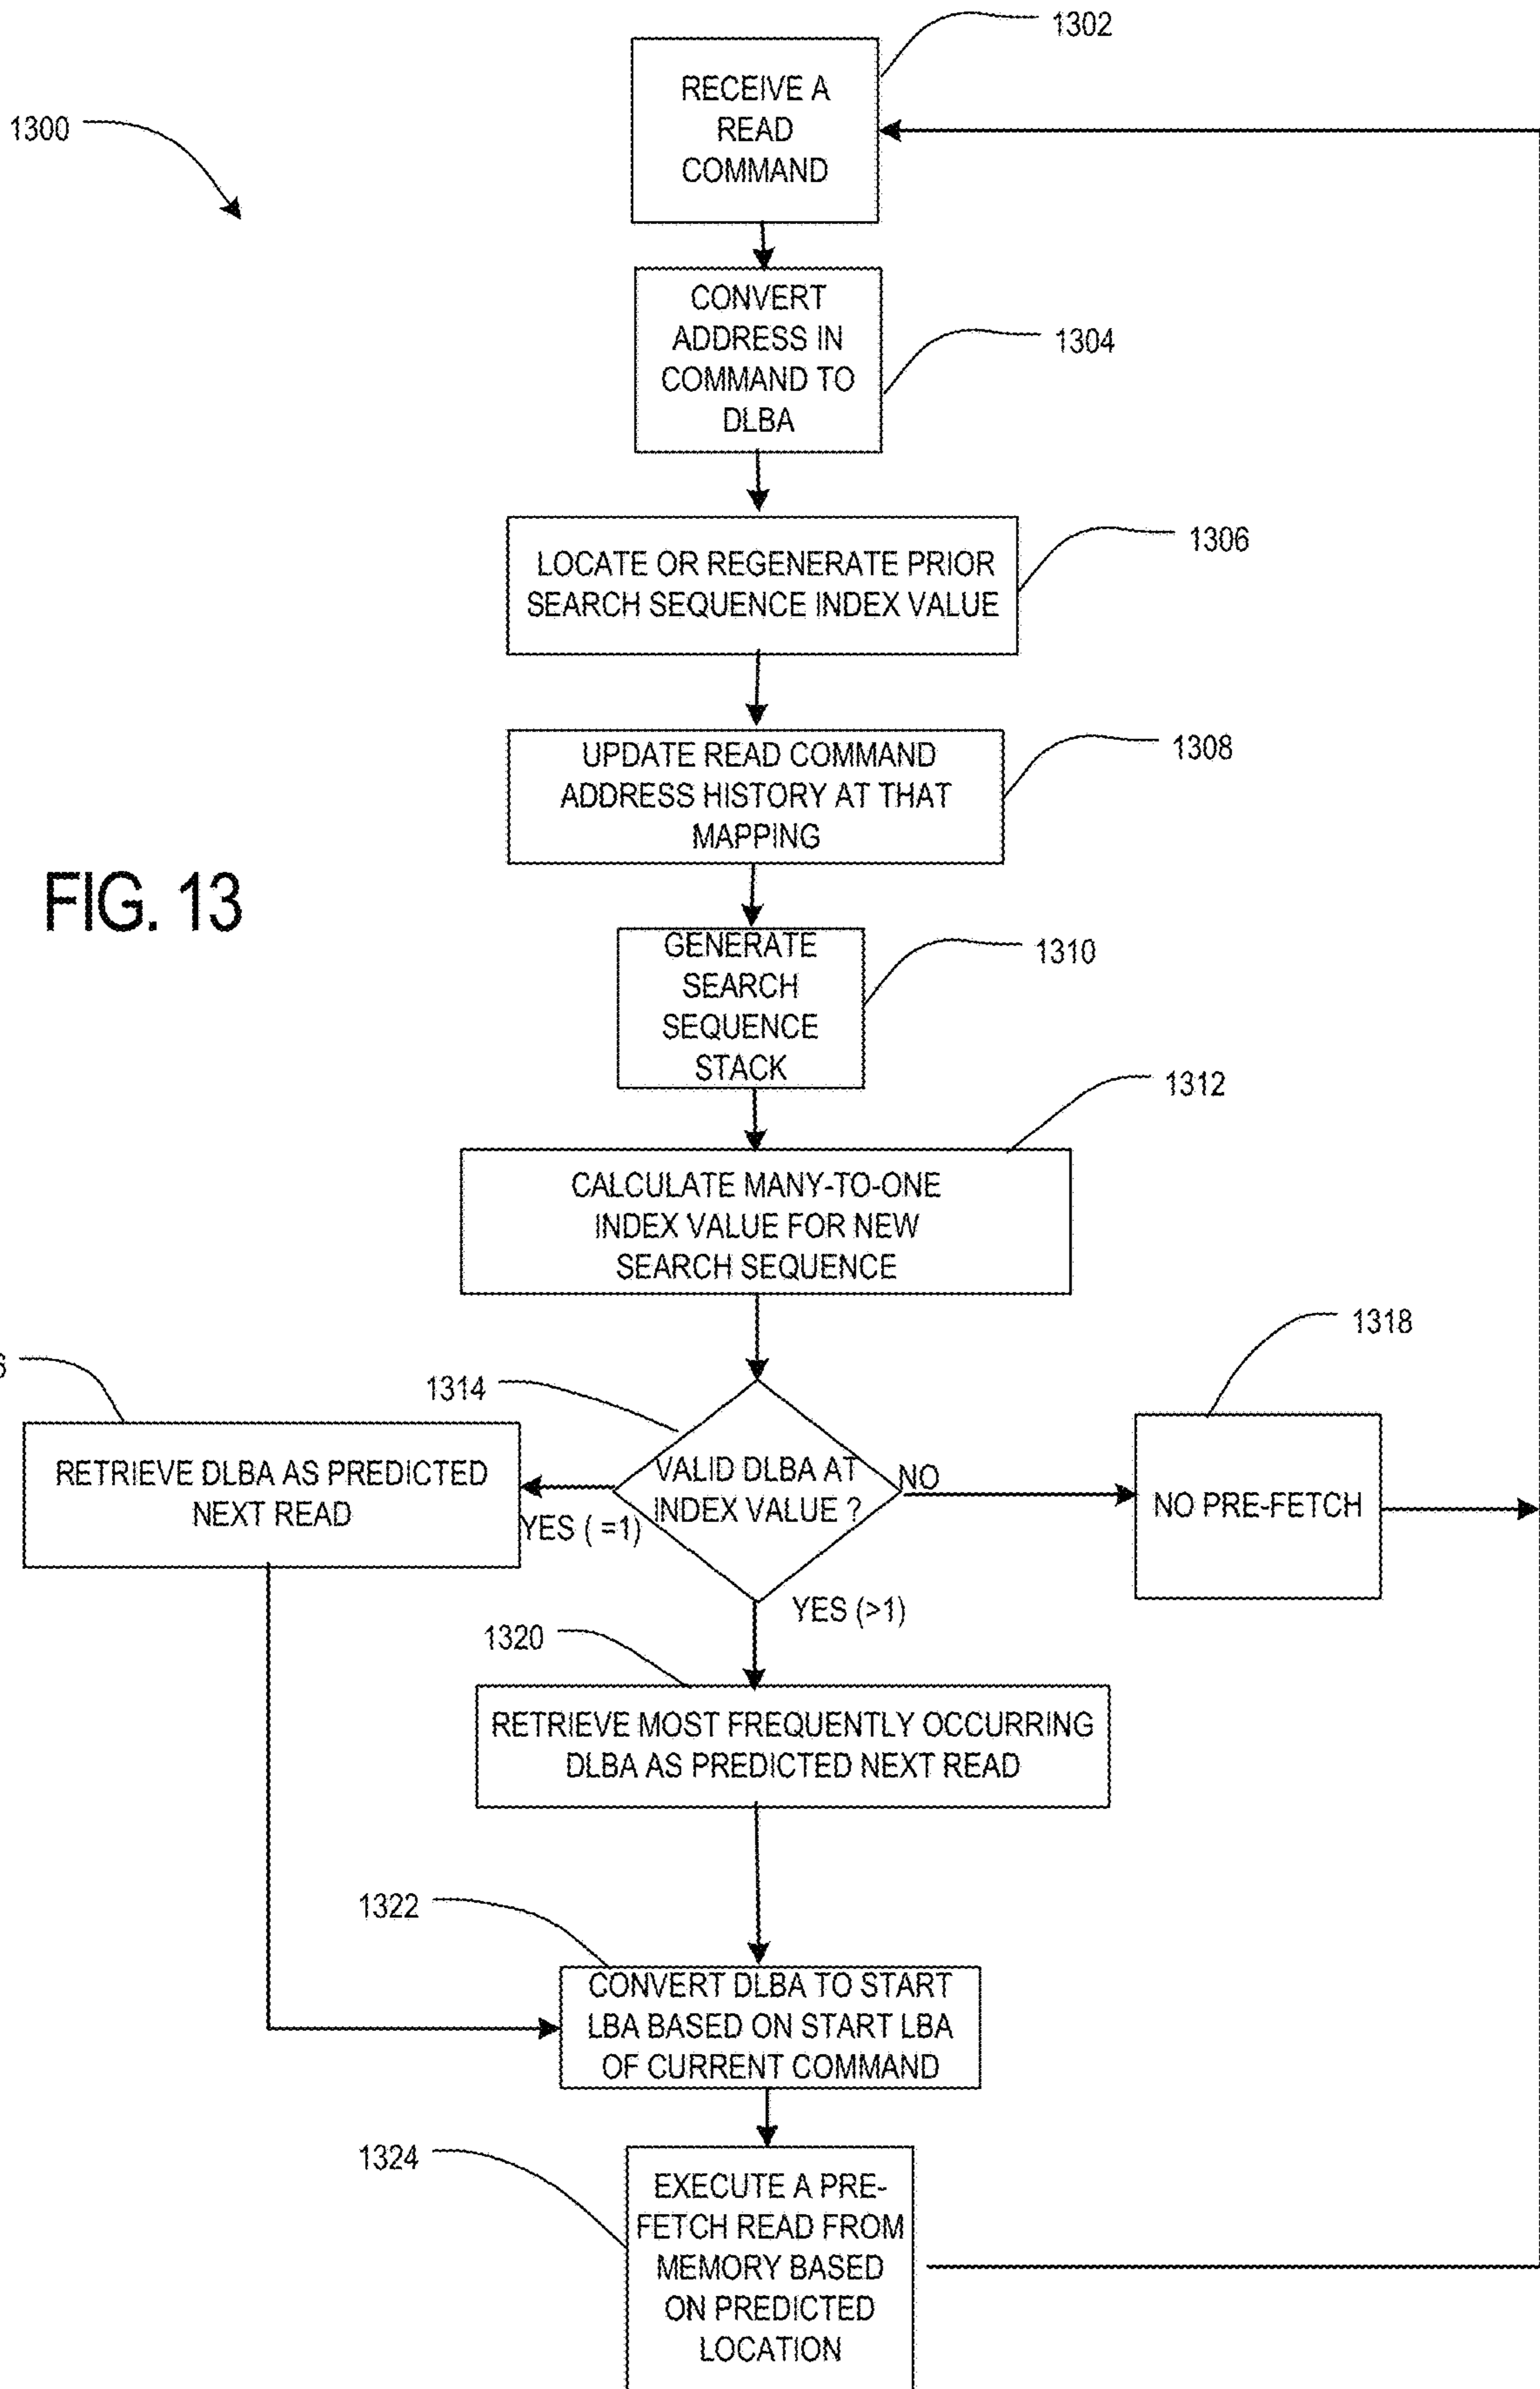 1302
RECEIVE A
READ
COMMAND
1300
CONVERT
ADDRESS IN
COMMAND TO
DLBA
1304
LOCATE OR REGENERATE PRIOR
SEARCH SEQUENCE INDEX VALUE
1306
UPDATE READ COMMAND
ADDRESS HISTORY AT THAT
MAPPING
1308
FIG. 13
GENERATE
SEARCH
SEQUENCE
STACK
1310
1312
CALCULATE MANY-TO-ONE
INDEX VALUE FOR NEW
SEARCH SEQUENCE
1318
6
1314
RETRIEVE DLBA AS PREDICTED
NEXT READ
YES ( =1)
VALID DLBA AT
INDEX VALUE ?
NO
NO PRE-FETCH
YES (>1)
1320
RETRIEVE MOST FREQUENTLY OCCURRING
DLBA AS PREDICTED NEXT READ
1322
CONVERT DLBA TO START
LBA BASED ON START LBA
OF CURRENT COMMAND
1324
EXECUTE A PRE-
FETCH READ FROM
MEMORY BASED
ON PREDICTED
LOCATION